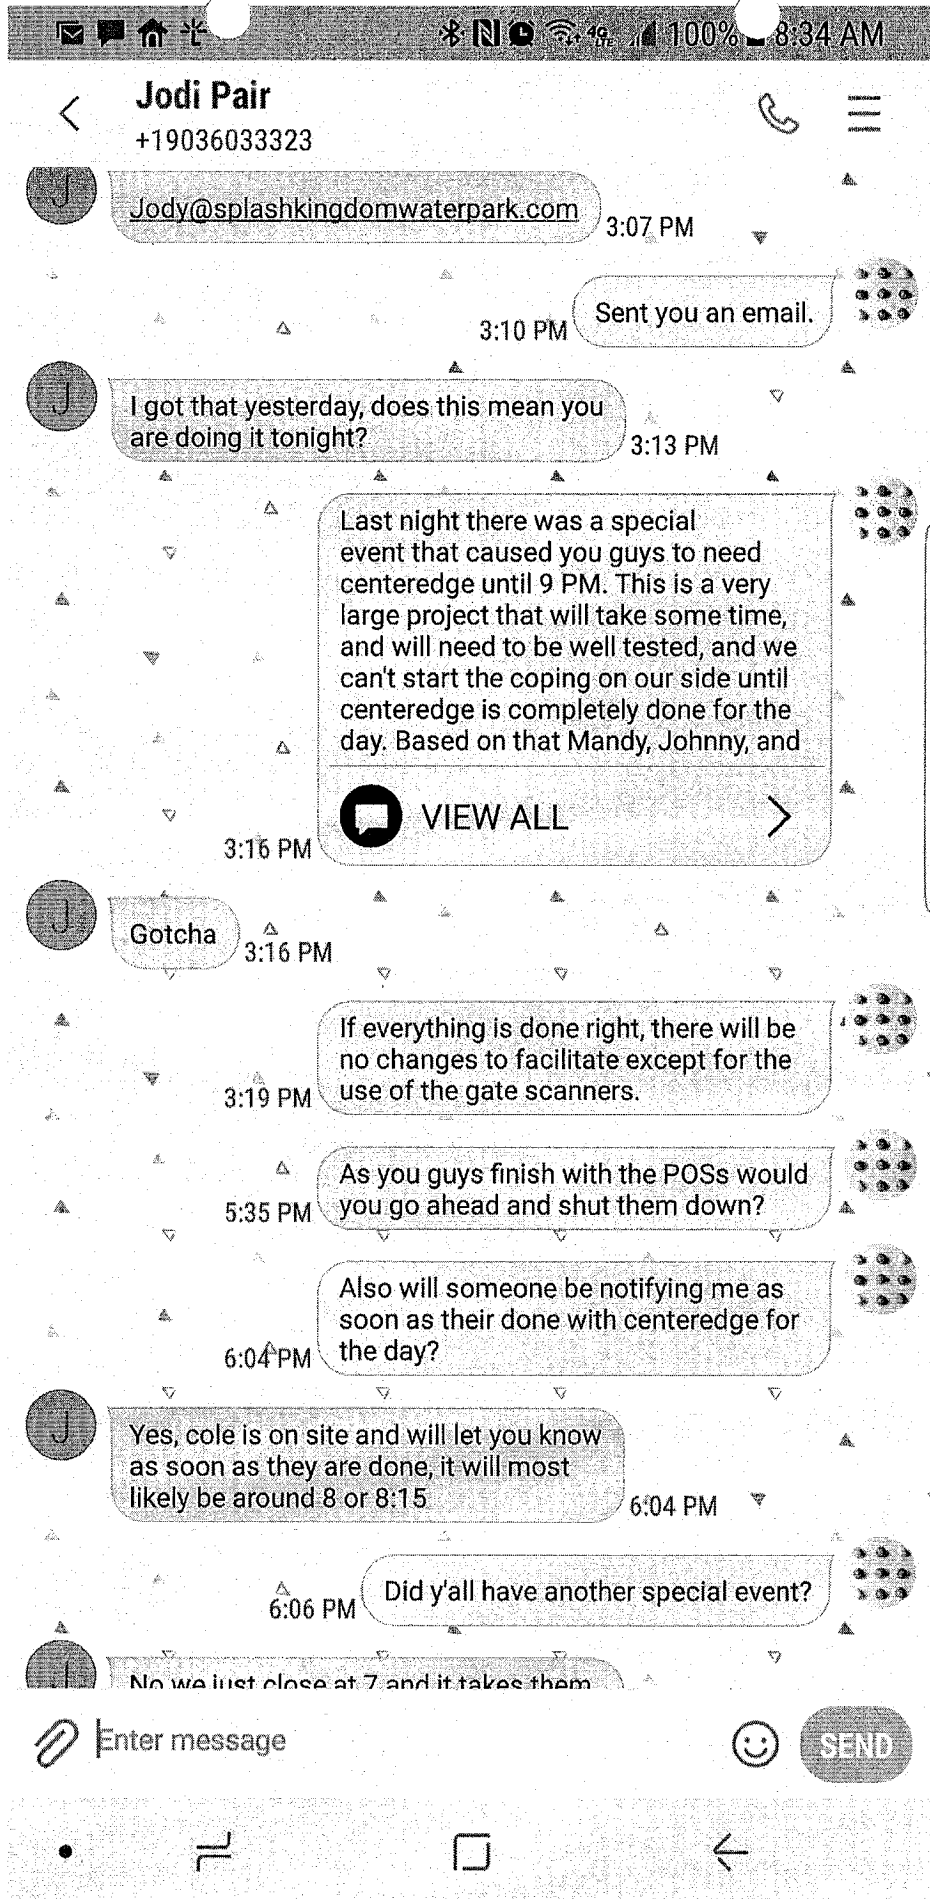 100% 8:34 AM
Jodi Pair
+19036033323
J
Jody@splashkingdomwaterpark.com
3:07 PM
Sent you an email.
3:10 PM
J
I got that yesterday, does this mean you
are doing it tonight?
3:13 PM
Last night there was a special
event that caused you guys to need
centeredge until 9 PM. This is a very
large project that will take some time,
and will need to be well tested, and we
can't start the coping on our side until
centeredge is completely done for the
day. Based on that Mandy, Johnny, and
VIEW ALL
3:16 PM
J
Gotcha
3:16 PM
If everything is done right, there will be
no changes to facilitate except for the
use of the gate scanners.
3:19 PM
As you guys finish with the POSs would
you go ahead and shut them down?
5:35 PM
Also will someone be notifying me as
soon as their done with centeredge for
the day?
6:04 PM
J
Yes, cole is on site and will let you know
as soon as they are done, it will most
likely be around 8 or 8:15
6:04 PM
Did y'all have another special event?
6:06 PM
J
No we just close at 7 and it takes them
Enter message
SEND